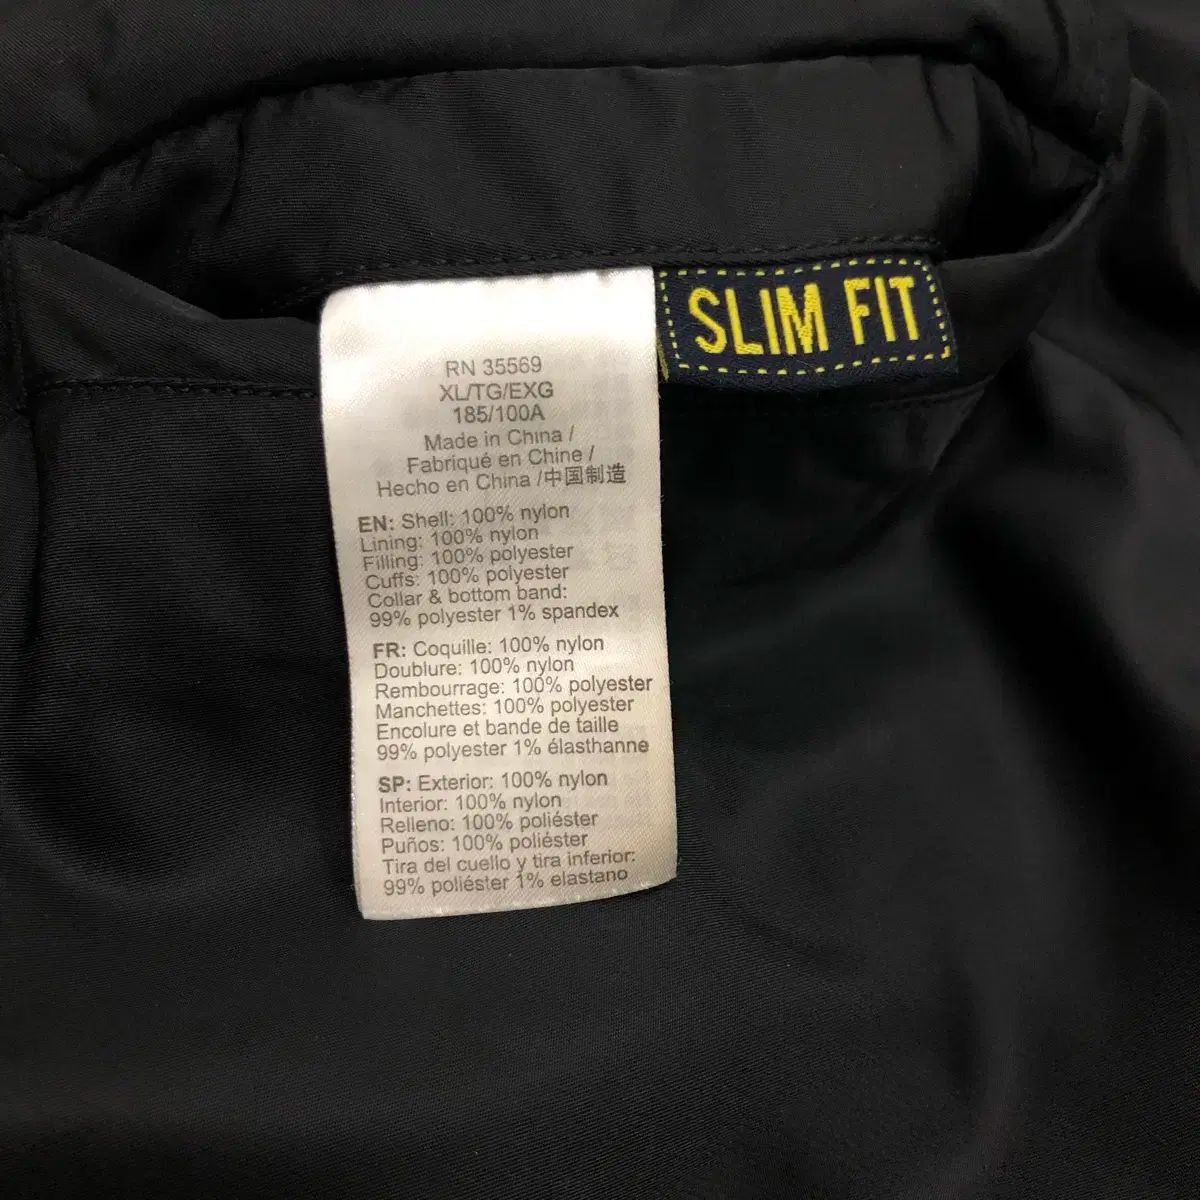 SLIM FIT
RN 35569
XL/TG/EXG
185/100A
Made in China /
Fabriqué en Chine /
Hecho en China /中国制造
EN: Shell: 100% nylon
Lining: 100% nylon
Filling: 100% polyester
Cuffs: 100% polyester
Collar & bottom band:
99% polyester 1% spandex
FR: Coquille: 100% nylon
Doublure: 100% nylon
Rembourrage: 100% polyester
Manchettes: 100% polyester
Encolure et bande de taille
99% polyester 1% élasthanne
SP: Exterior: 100% nylon
Interior: 100% nylon
Relleno: 100% poliéster
Puños: 100% poliéster
Tira del cuello y tira inferior:
99% poliéster 1% elastano